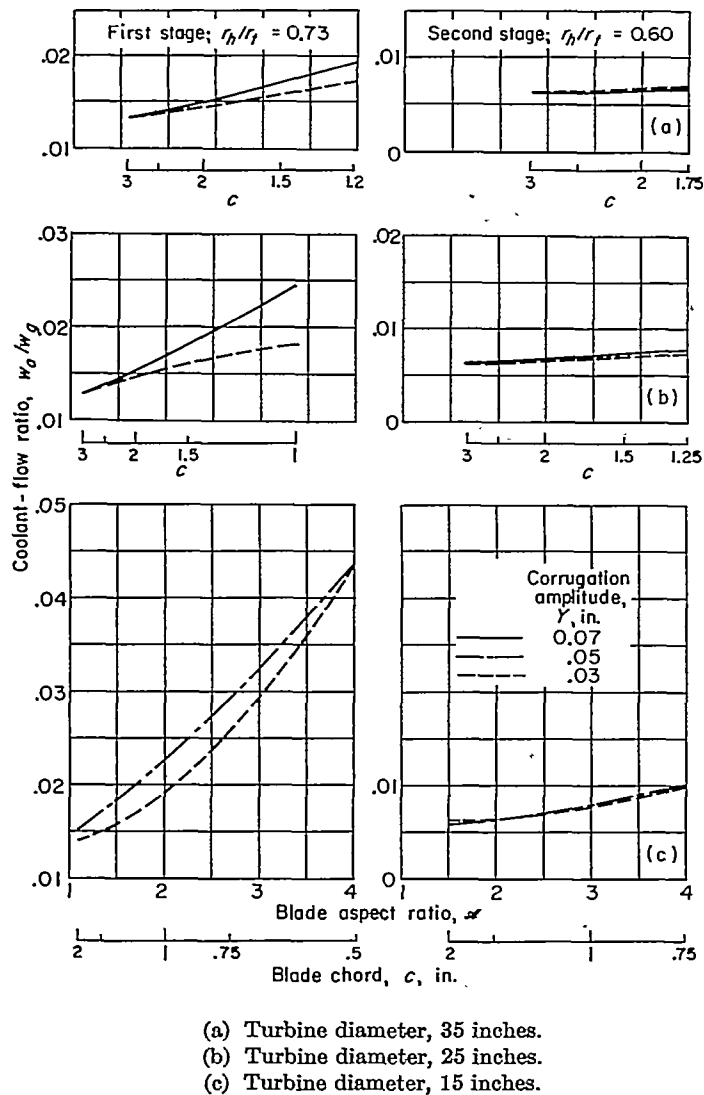 First stage; r_h/r_t = 0.73
Second stage; r_h/r_t = 0.60
.02
.01
3 2 1.5 1.2
c
.01
0
(a)
3 2 1.75
c
.03
.02
.01
3 2 1.5 1
c
.02
.01
0
(b)
3 2 1.5 1.25
c
Coolant-flow ratio, w_a/w_g
.05
.04
.03
.02
.01
1 2 3 4
Corrugation
amplitude,
Y, in.
0.07
.05
.03
.01
0
(c)
1 2 3 4
Blade aspect ratio, 𝒜
2 1 .75 .5
2 1 .75
Blade chord, c, in.
(a) Turbine diameter, 35 inches.
(b) Turbine diameter, 25 inches.
(c) Turbine diameter, 15 inches.